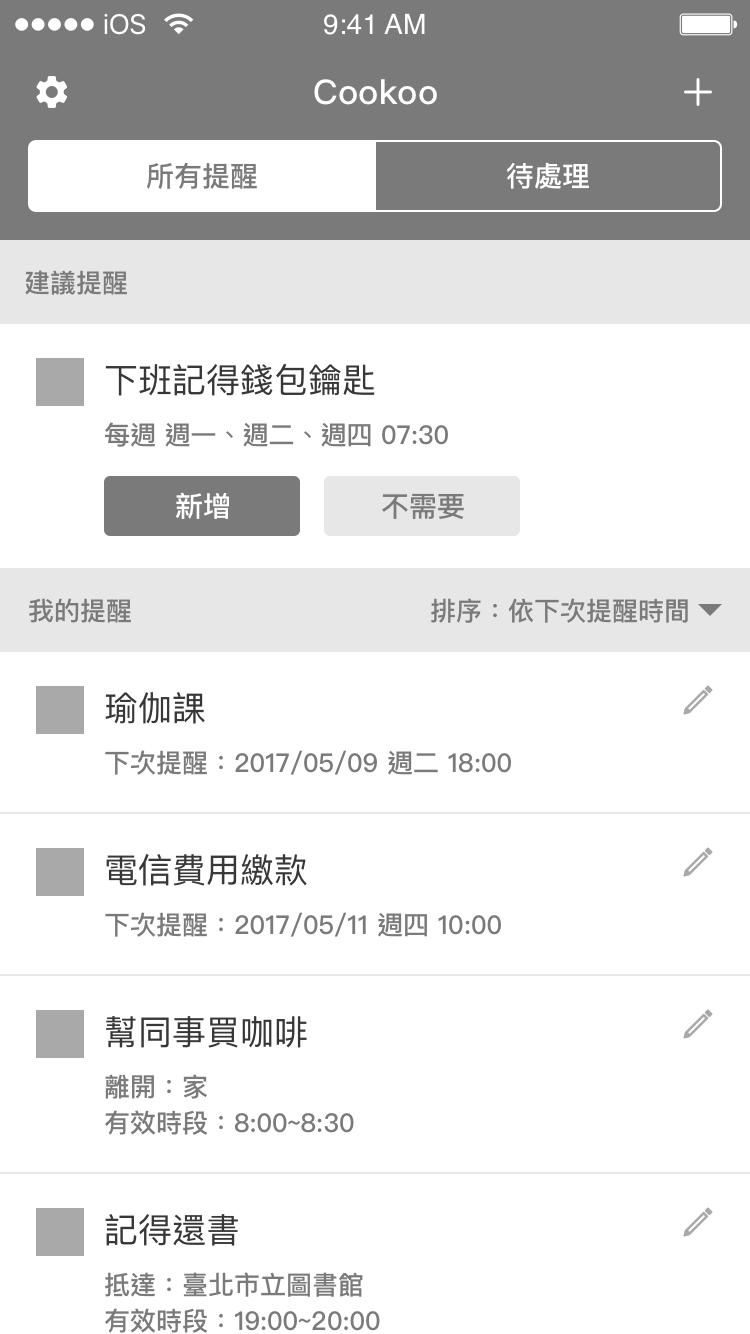 iOS 9:41 AM
Cookoo
所有提醒 待處理
建議提醒
下班記得錢包鑰匙
每週 週一、週二、週四 07:30
新增 不需要
我的提醒 排序：依下次提醒時間
瑜伽課
下次提醒：2017/05/09 週二 18:00
電信費用繳款
下次提醒：2017/05/11 週四 10:00
幫同事買咖啡
離開：家
有效時段：8:00~8:30
記得還書
抵達：臺北市立圖書館
有效時段：19:00~20:00